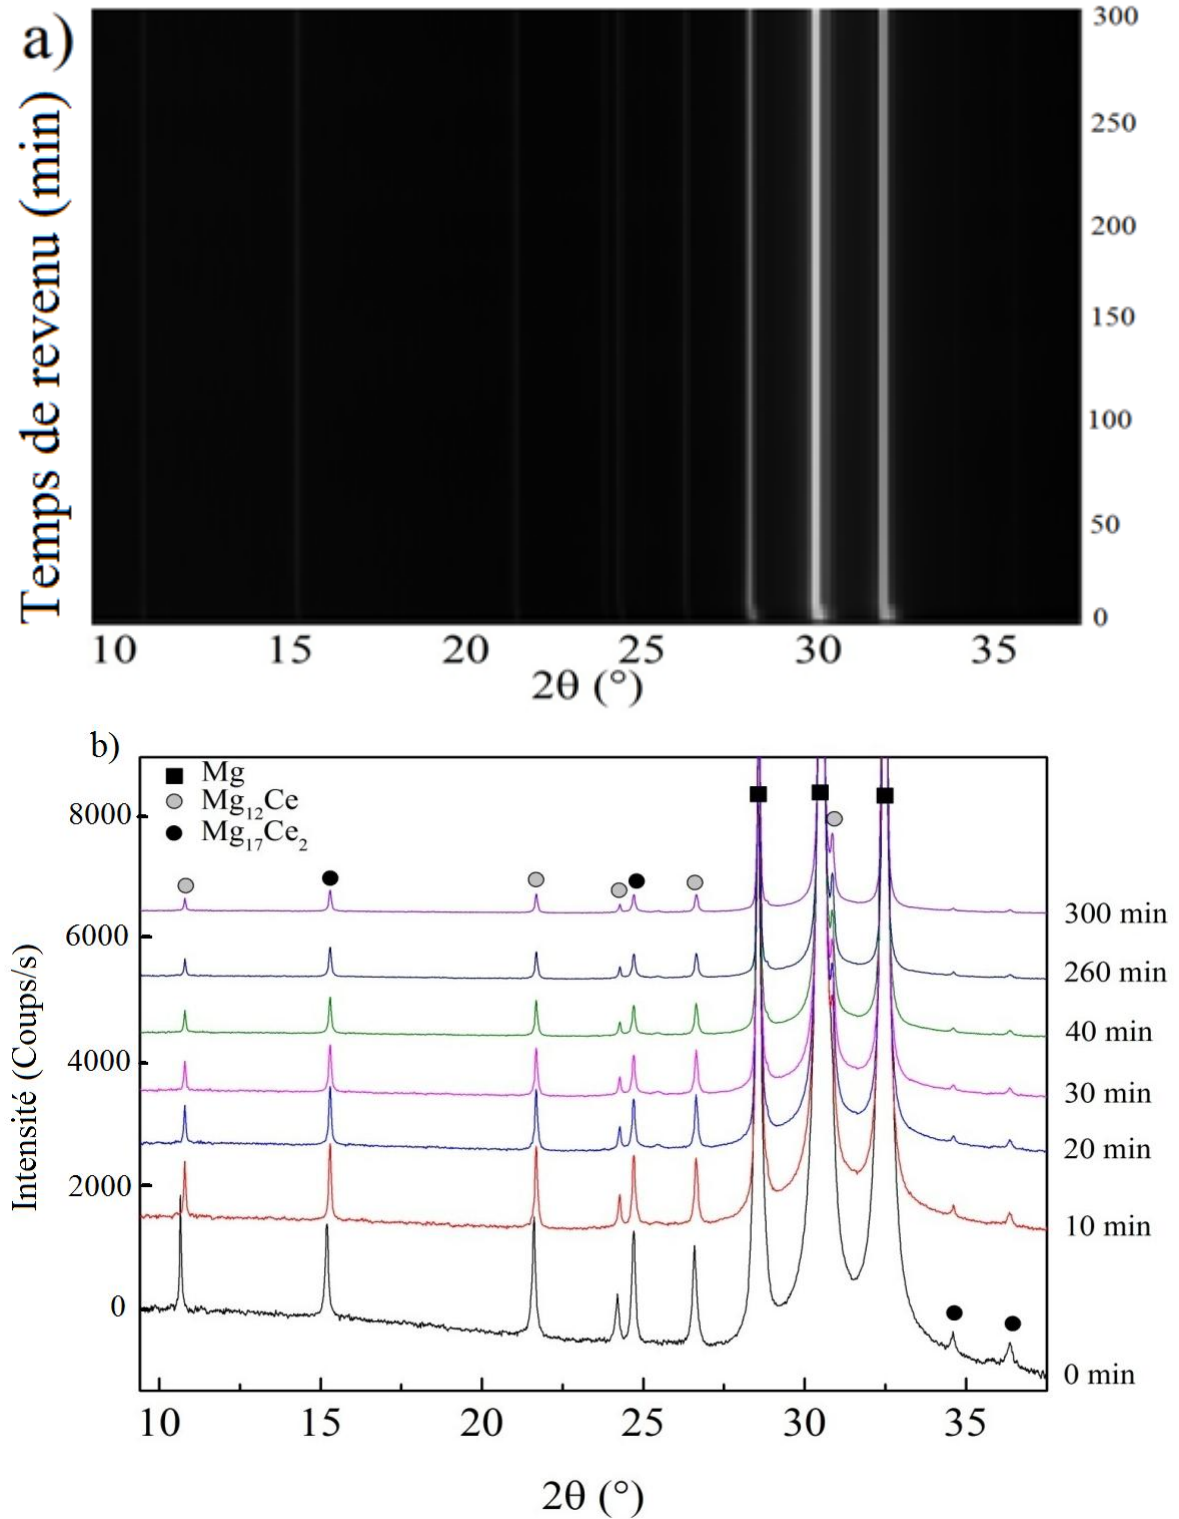 a)
Temps de revenu (min)
300
250
200
150
100
50
0
10 15 20 25 30 35
2θ (°)
b)
Intensité (Coups/s)
8000
6000
4000
2000
0
Mg
Mg₁₂Ce
Mg₁₇Ce₂
300 min
260 min
40 min
30 min
20 min
10 min
0 min
10 15 20 25 30 35
2θ (°)